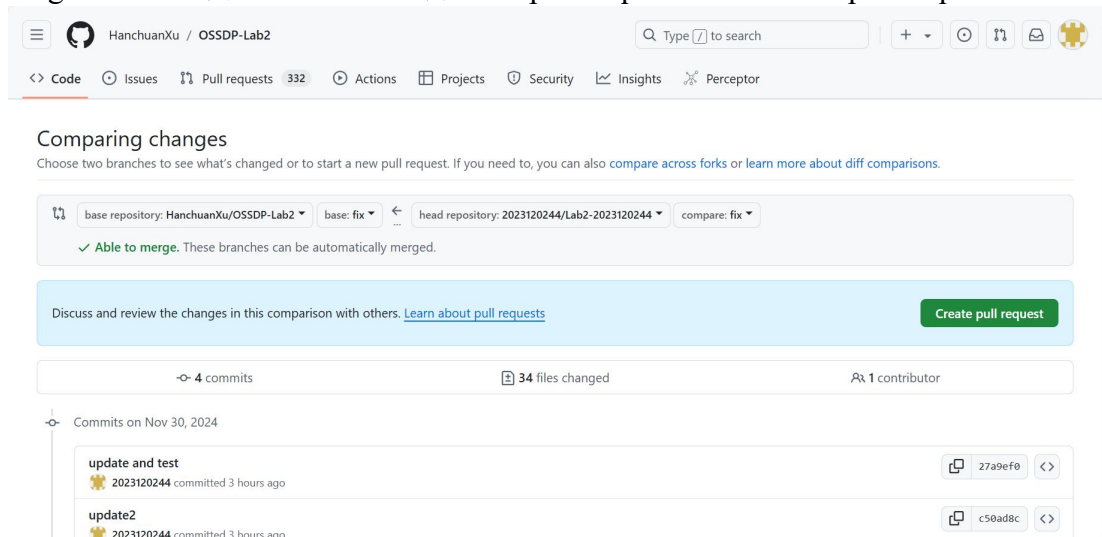 HanchuanXu / OSSDP-Lab2
Type / to search
Code Issues Pull requests 332 Actions Projects Security Insights Perceptor
Comparing changes
Choose two branches to see what's changed or to start a new pull request. If you need to, you can also compare across forks or learn more about diff comparisons.
base repository: HanchuanXu/OSSDP-Lab2 base: fix ← ... head repository: 2023120244/Lab2-2023120244 compare: fix
✓ Able to merge. These branches can be automatically merged.
Discuss and review the changes in this comparison with others. Learn about pull requests
Create pull request
4 commits 34 files changed 1 contributor
Commits on Nov 30, 2024
update and test
27a9ef0
2023120244 committed 3 hours ago
update2
c50ad8c
2023120244 committed 3 hours ago